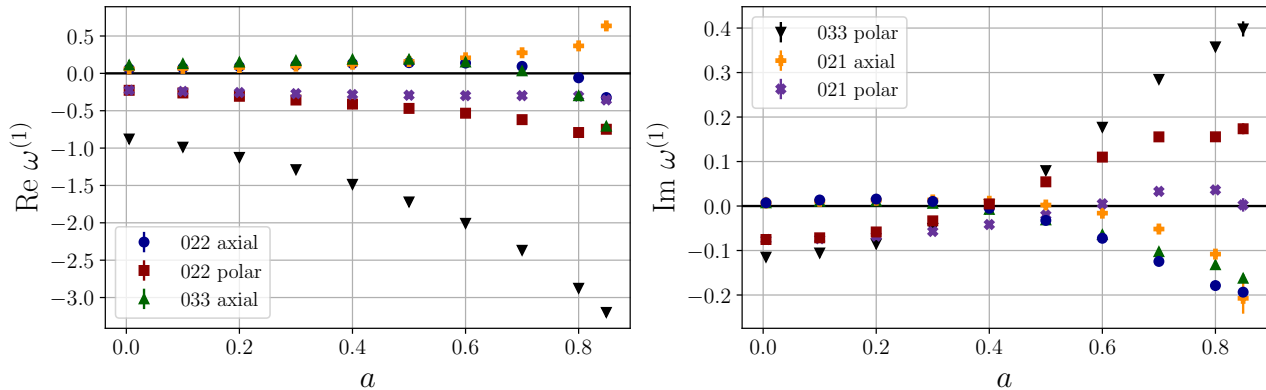 0.5
0.0
−0.5
−1.0
−1.5
−2.0
−2.5
−3.0
Re ω^(1)
022 axial
022 polar
033 axial
0.0 0.2 0.4 0.6 0.8
a
0.4
0.3
0.2
0.1
0.0
−0.1
−0.2
Im ω^(1)
033 polar
021 axial
021 polar
0.0 0.2 0.4 0.6 0.8
a